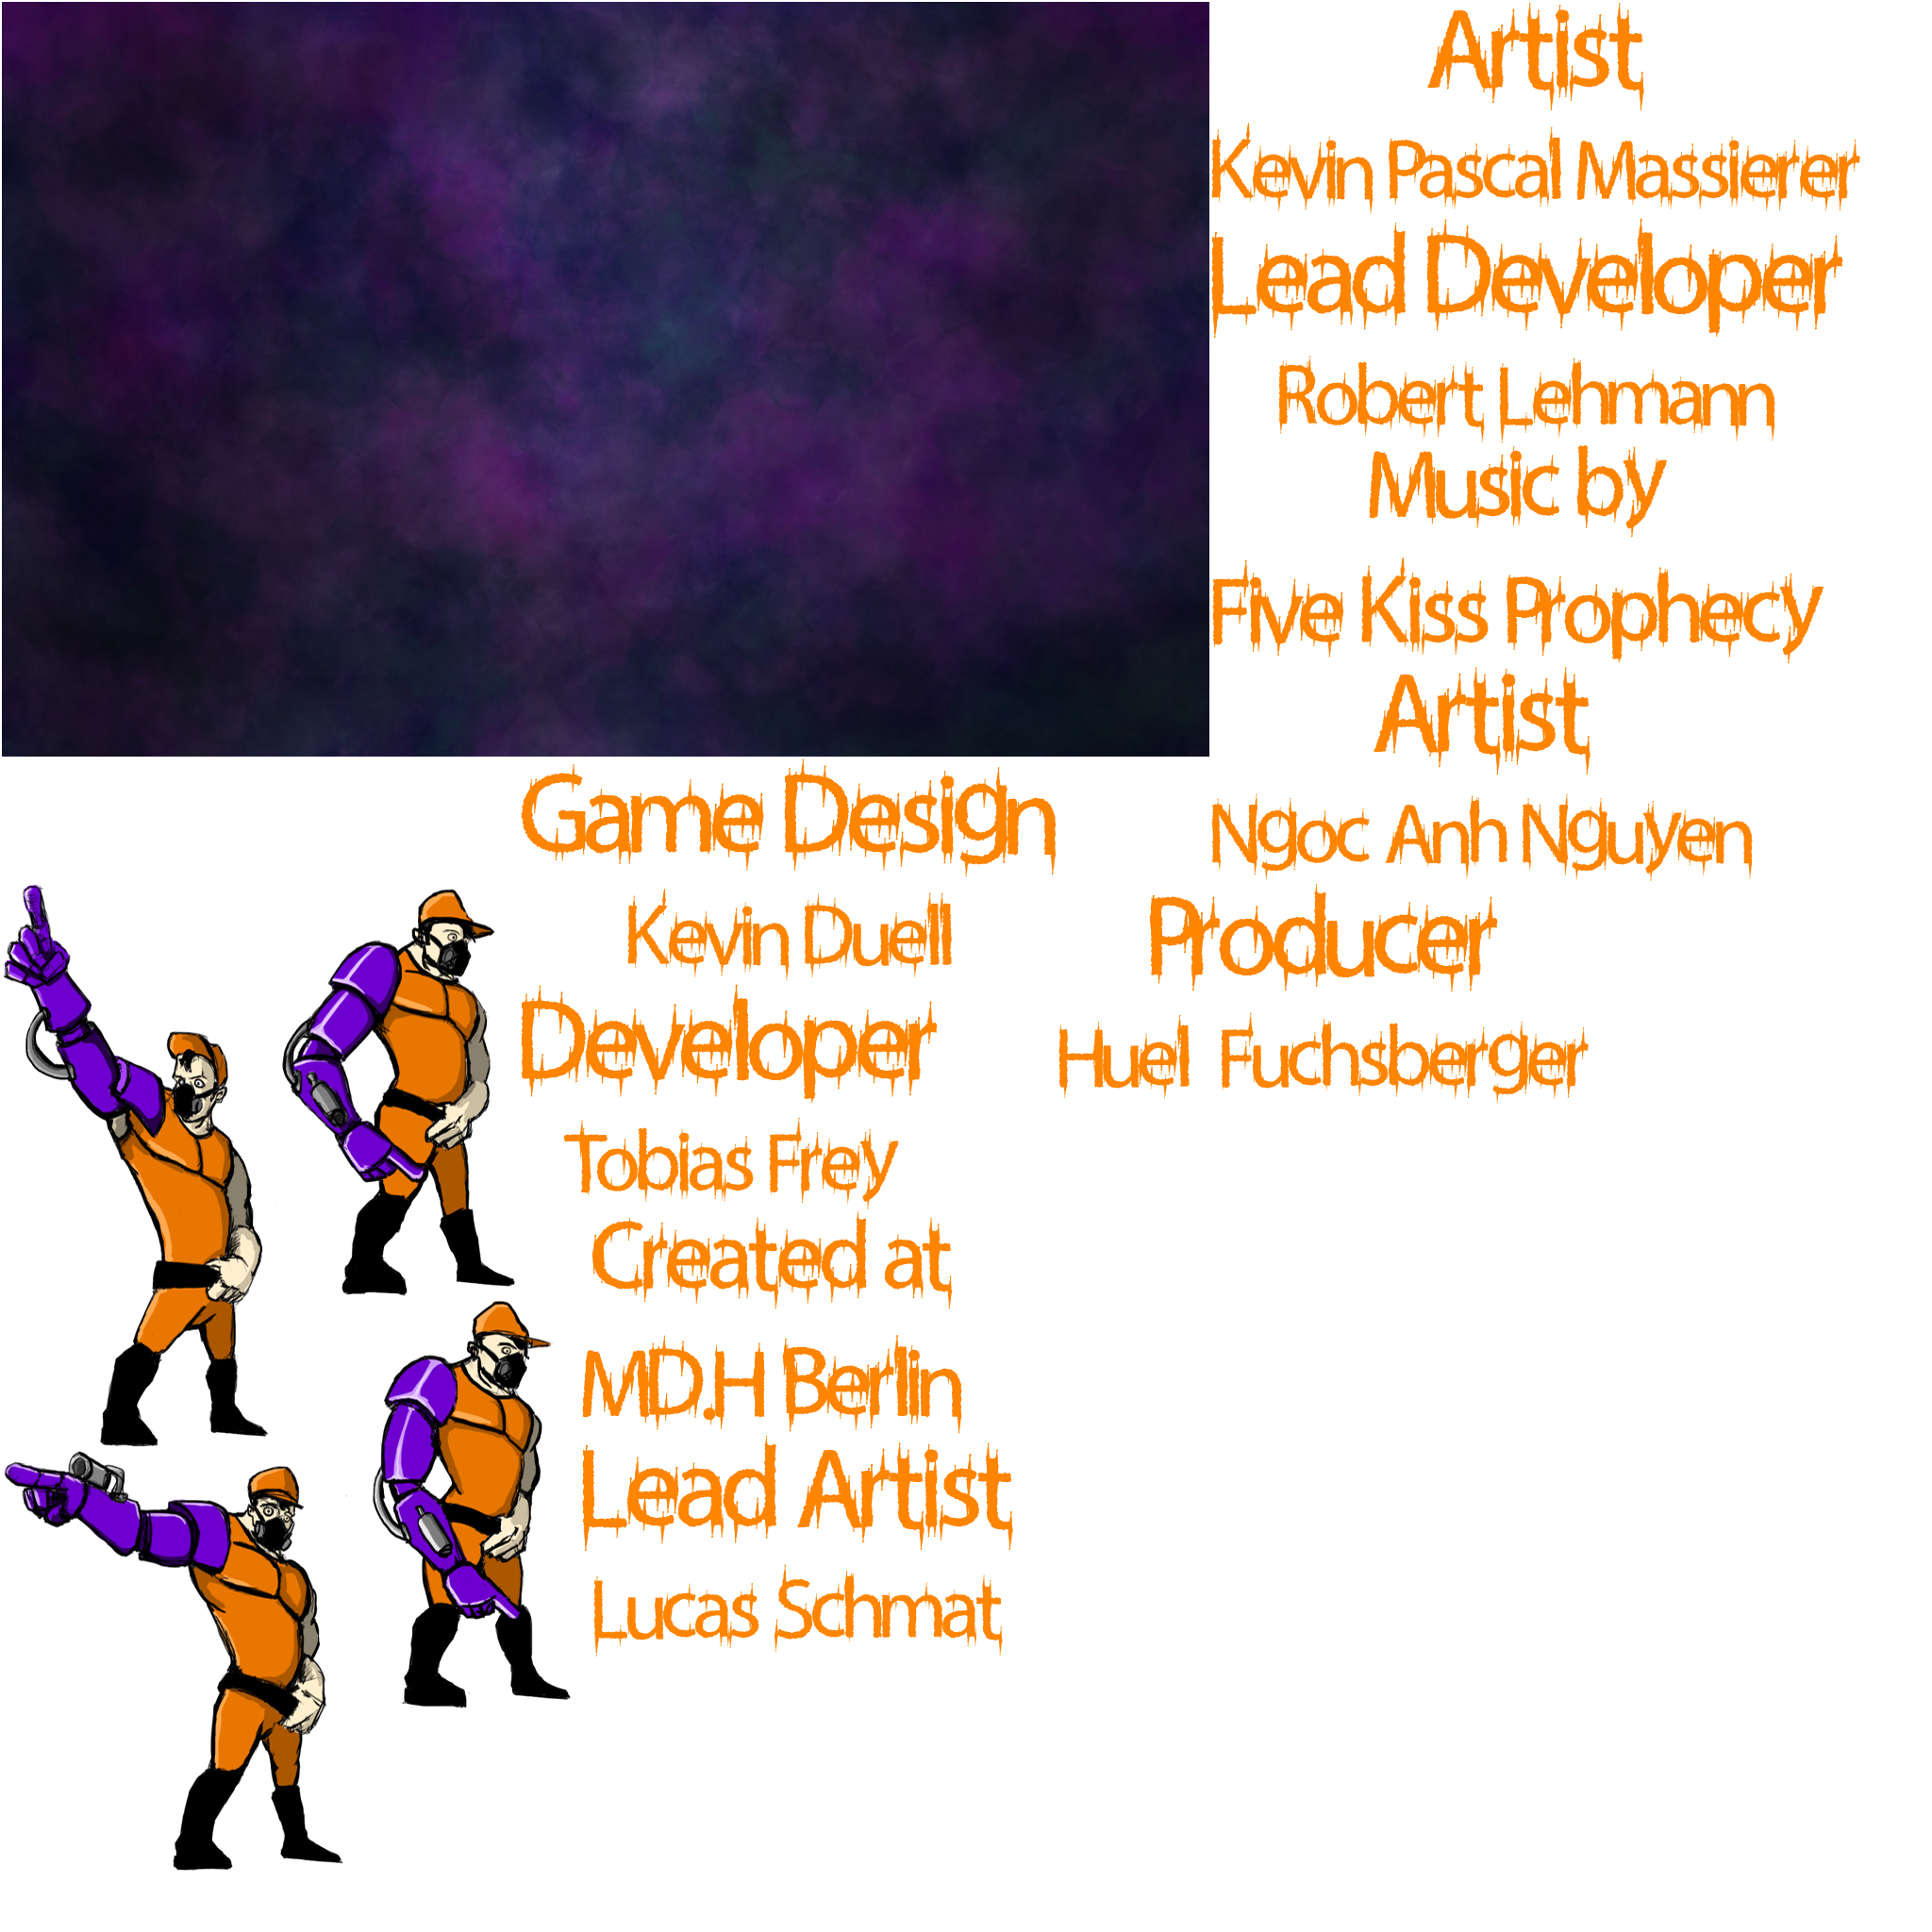 Artist
Kevin Pascal Massierer
Lead Developer
Robert Lehmann
Music by
Five Kiss Prophecy
Artist
Ngoc Anh Nguyen
Producer
Huel Fuchsberger
Game Design
Kevin Duell
Developer
Tobias Frey
Created at
MD.H Berlin
Lead Artist
Lucas Schmat